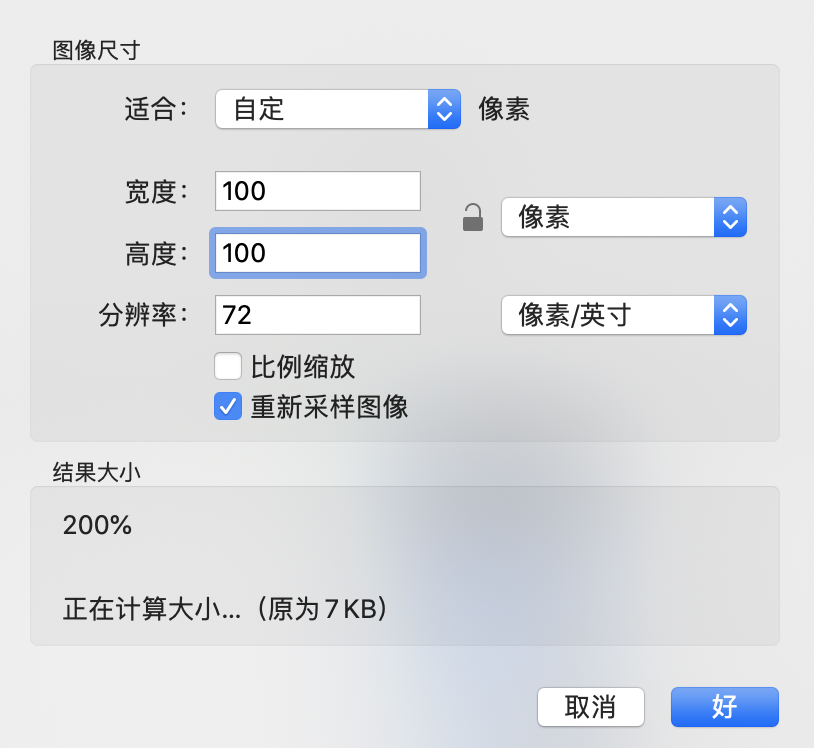 图像尺寸
适合： 自定 像素
宽度： 100
像素
高度： 100
分辨率： 72 像素/英寸
比例缩放
重新采样图像
结果大小
200%
正在计算大小...（原为 7 KB）
取消 好